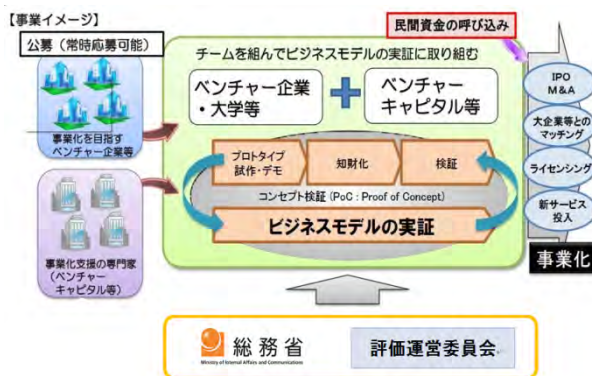 【事業イメージ】
公募(常時応募可能)
民間資金の呼び込み
チームを組んでビジネスモデルの実証に取り組む
ベンチャー企業
・大学等
ベンチャー
キャピタル等
事業化を目指す
ベンチャー企業等
プロトタイプ
試作・デモ
知財化
検証
コンセプト検証(PoC:Proof of Concept)
ビジネスモデルの実証
事業化支援の専門家
(ベンチャー
キャピタル等)
IPO
M&A
大企業等との
マッチング
ライセンシング
新サービス
投入
事業化
総務省
Ministry of Internal Affairs and Communications
評価運営委員会